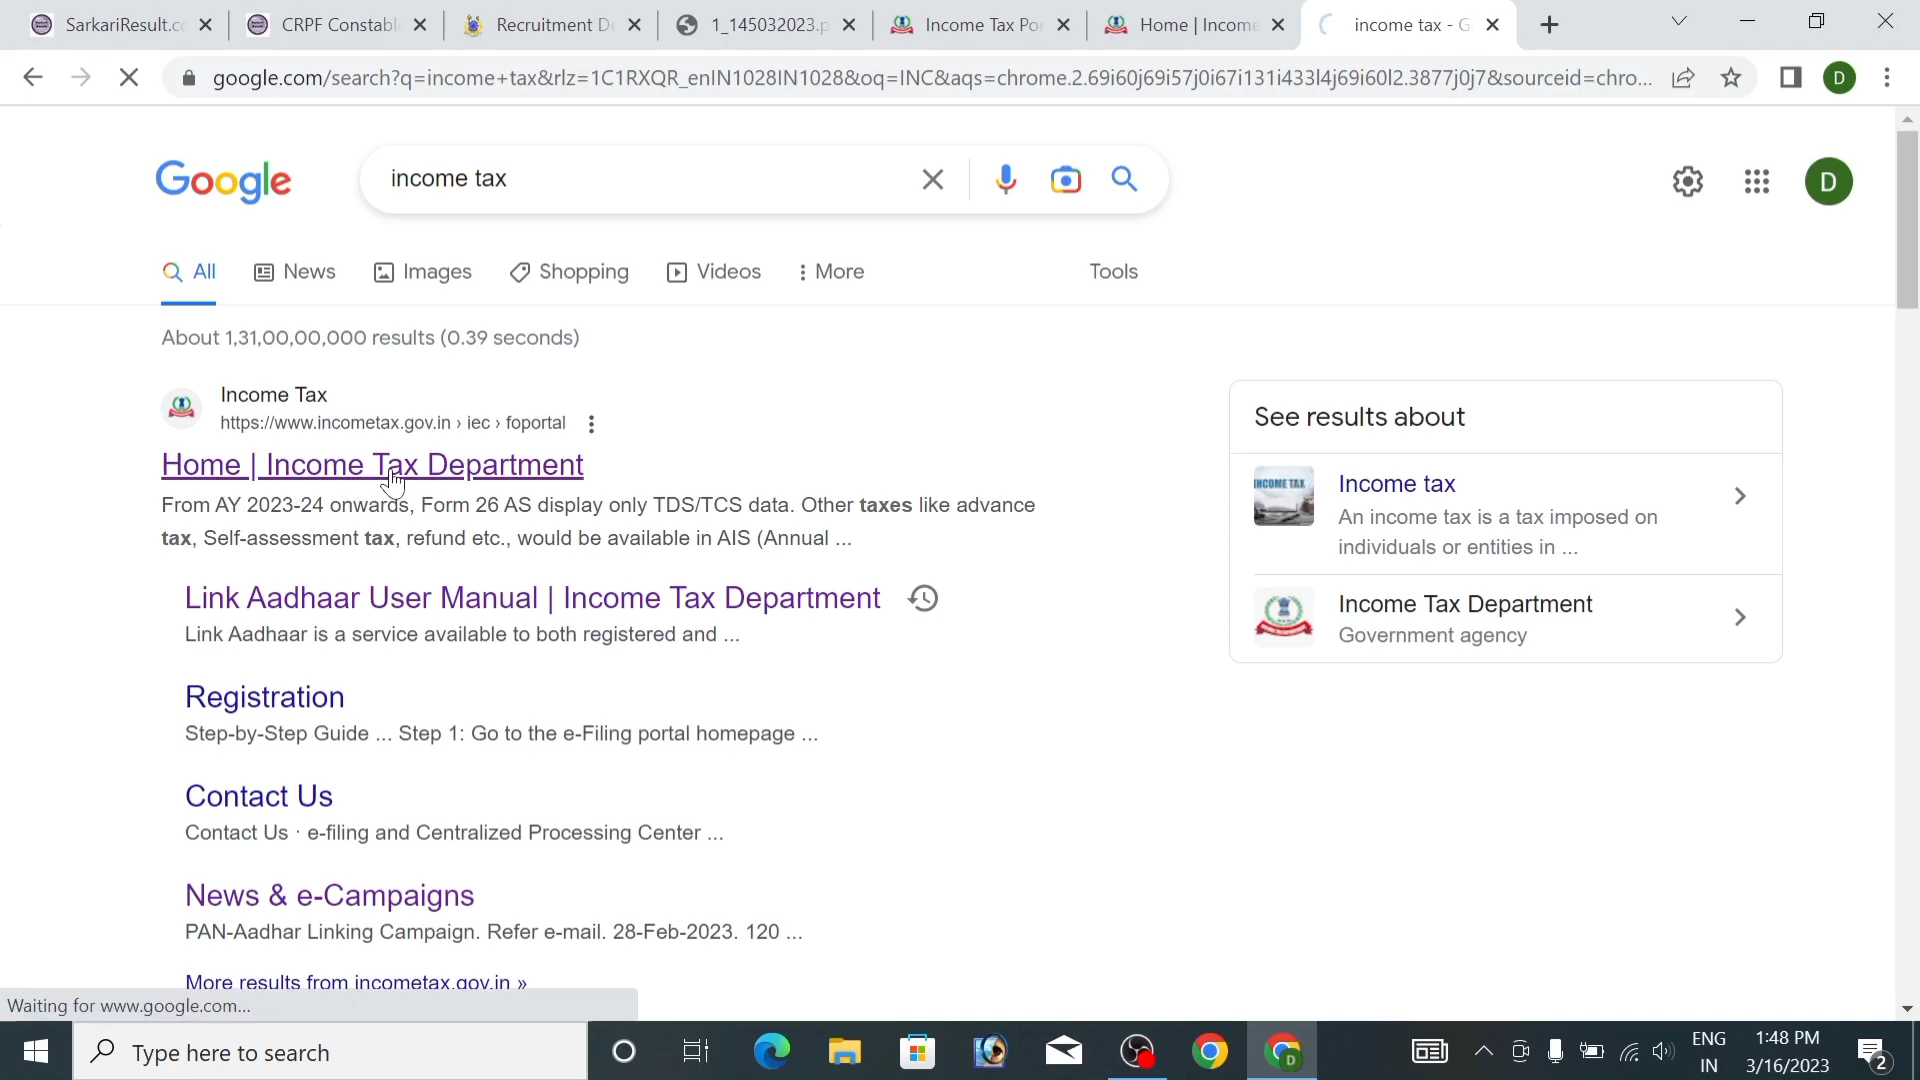 SarkariResult.co
CRPF Constabl
Recruitment De
1_145032023.p
Income Tax Por
Home | Income
income tax - G
google.com/search?q=income+tax&rlz=1C1RXQR_enIN1028IN1028&oq=INC&aqs=chrome.2.69i60j69i57j0i67i131i433l4j69i60l2.3877j0j7&sourceid=chro...
D
Google
income tax
D
All
News
Images
Shopping
Videos
More
Tools
About 1,31,00,00,000 results (0.39 seconds)
Income Tax
https://www.incometax.gov.in › iec › foportal
Home | Income Tax Department
From AY 2023-24 onwards, Form 26 AS display only TDS/TCS data. Other taxes like advance
tax, Self-assessment tax, refund etc., would be available in AIS (Annual ...
Link Aadhaar User Manual | Income Tax Department
Link Aadhaar is a service available to both registered and ...
Registration
Step-by-Step Guide ... Step 1: Go to the e-Filing portal homepage ...
Contact Us
Contact Us · e-filing and Centralized Processing Center ...
News & e-Campaigns
PAN-Aadhar Linking Campaign. Refer e-mail. 28-Feb-2023. 120 ...
More results from incometax.gov.in »
See results about
INCOME TAX
Income tax
An income tax is a tax imposed on
individuals or entities in ...
Income Tax Department
Government agency
Waiting for www.google.com...
Type here to search
D
ENG
IN
1:48 PM
3/16/2023
2